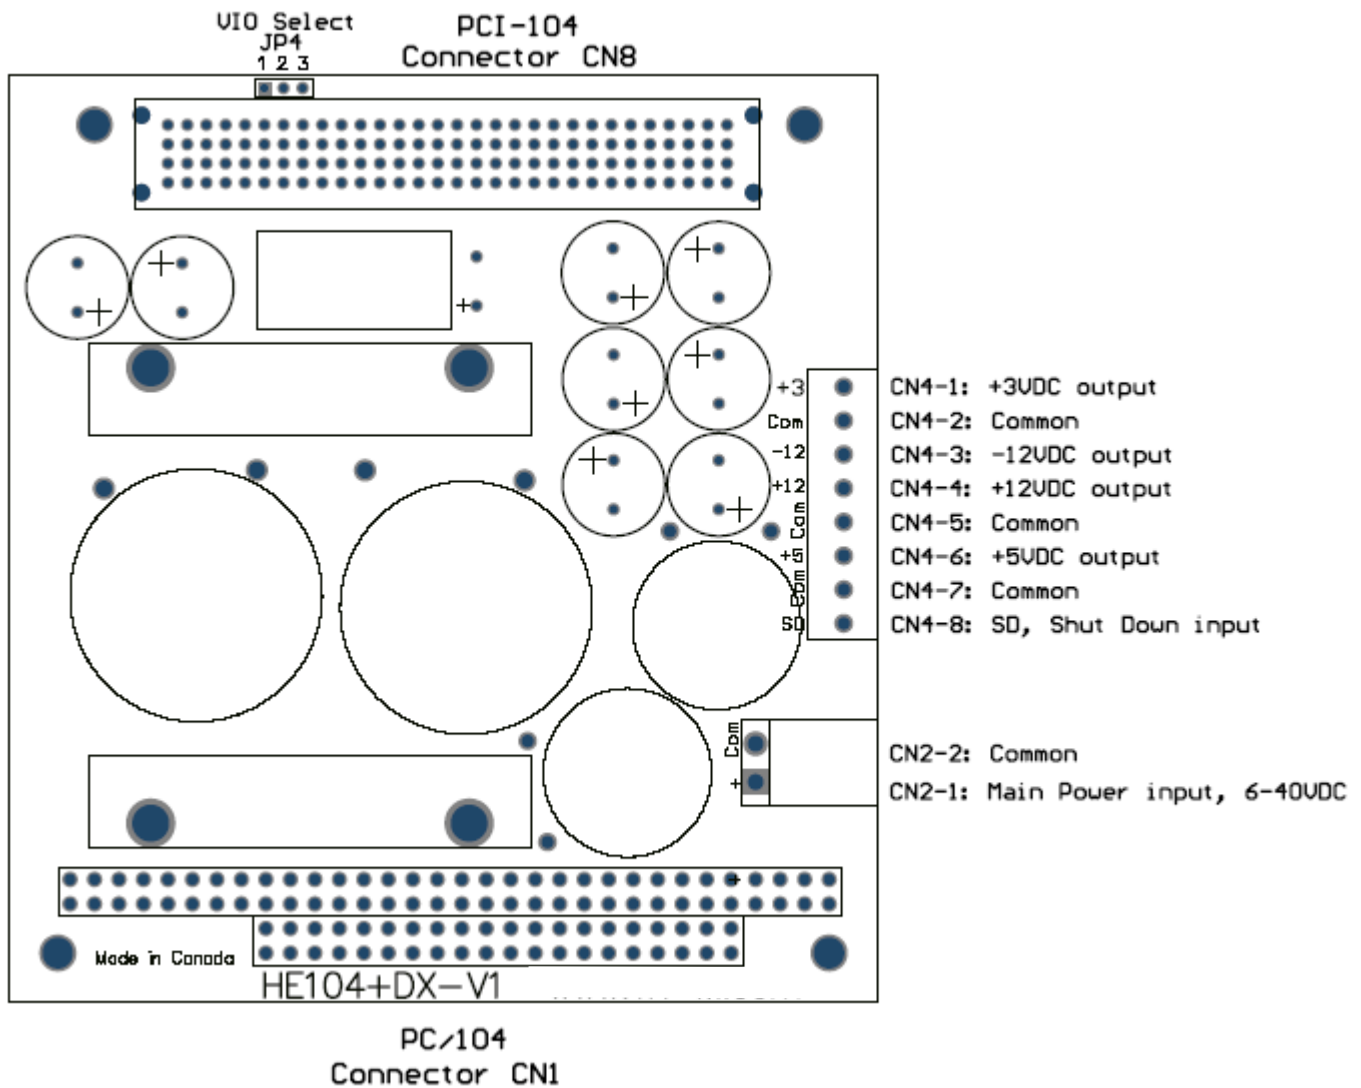 VIO Select
JP4
1 2 3
PCI-104
Connector CN8
+3
Com
-12
+12
Com
+5
Com
SD
CN4-1: +3VDC output
CN4-2: Common
CN4-3: -12VDC output
CN4-4: +12VDC output
CN4-5: Common
CN4-6: +5VDC output
CN4-7: Common
CN4-8: SD, Shut Down input
Com
+
CN2-2: Common
CN2-1: Main Power input, 6-40VDC
Made in Canada
HE104+DX-V1
PC/104
Connector CN1